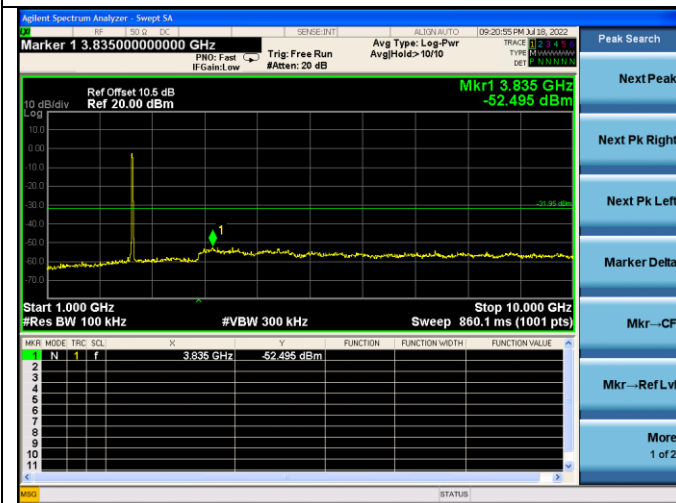 Agilent Spectrum Analyzer - Swept SA
RF 50 Ω DC SENSE:INT ALIGNAUTO 09:20:55 PM Jul 18, 2022
Marker 1 3.835000000000 GHz
PNO: Fast
IFGain:Low
Trig: Free Run
#Atten: 20 dB
Avg Type: Log-Pwr
Avg|Hold:>10/10
TRACE 1 2 3 4 5 6
TYPE M
DET P N N N N N
Peak Search
Next Peak
Next Pk Right
Next Pk Left
Marker Delta
Mkr→CF
Mkr→Ref Lvl
More
1 of 2
Mkr1 3.835 GHz
-52.495 dBm
Ref Offset 10.5 dB
10 dB/div Ref 20.00 dBm
Log
10.0
0.00
-10.0
-20.0
-30.0
-40.0
-50.0
-60.0
-70.0
-31.95 dBm
1
Start 1.000 GHz Stop 10.000 GHz
#Res BW 100 kHz #VBW 300 kHz Sweep 860.1 ms (1001 pts)
MKR MODE TRC SCL X Y FUNCTION FUNCTION WIDTH FUNCTION VALUE
1 N 1 f 3.835 GHz -52.495 dBm
2
3
4
5
6
7
8
9
10
11
MSG STATUS